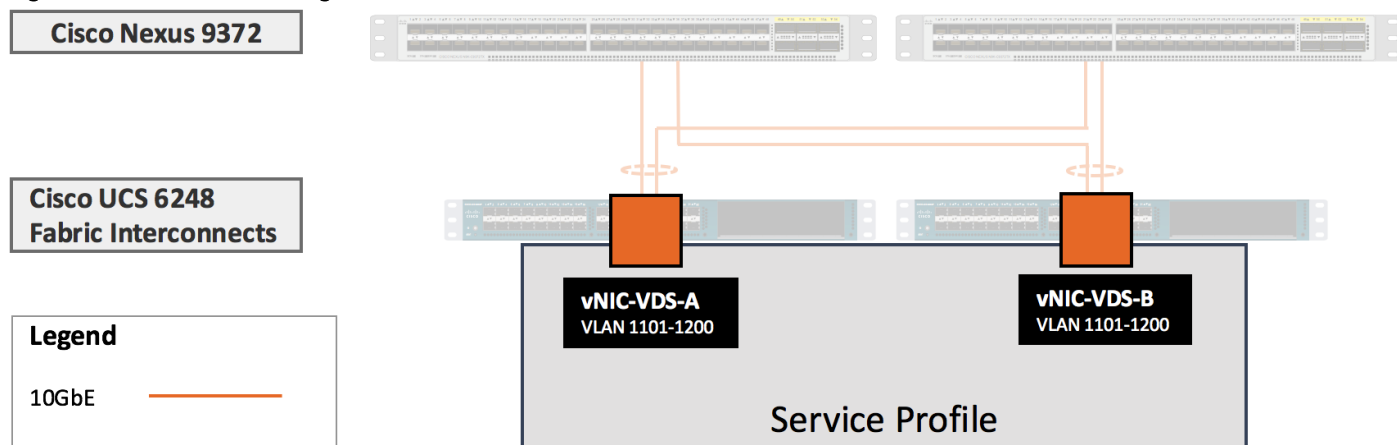 Cisco Nexus 9372
Cisco UCS 6248
Fabric Interconnects
vNIC-VDS-A
VLAN 1101-1200
vNIC-VDS-B
VLAN 1101-1200
Legend
10GbE
Service Profile